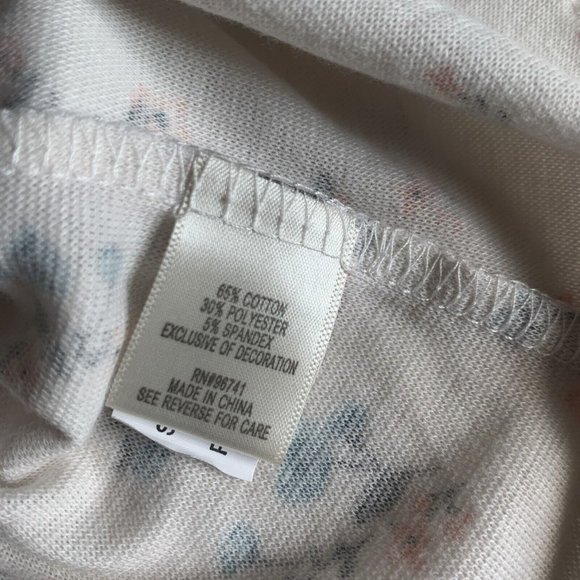 65% COTTON
30% POLYESTER
5% SPANDEX
EXCLUSIVE OF DECORATION
RN#96741
MADE IN CHINA
SEE REVERSE FOR CARE